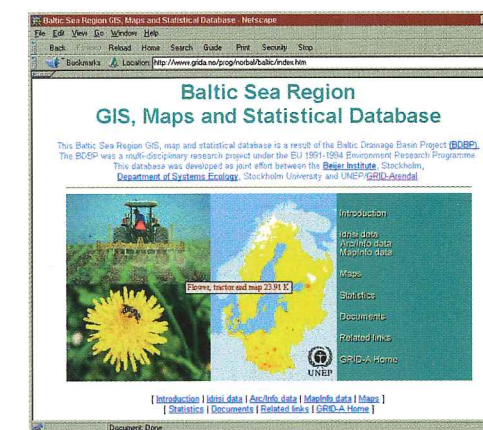 Baltic Sea Region GIS, Maps and Statistical Database - Netscape
File Edit View Go Window Help
Back Forward Reload Home Search Guide Print Security Stop
Bookmarks Location: http://www.grida.no/prog/norbal/baltic/index.htm
Baltic Sea Region
GIS, Maps and Statistical Database
This Baltic Sea Region GIS, map and statistical database is a result of the Baltic Drainage Basin Project (BDBP).
The BDBP was a multi-disciplinary research project under the EU 1991-1994 Environment Research Programme.
This database was developed as joint effort between the Beijer Institute, Stockholm,
Department of Systems Ecology, Stockholm University and UNEP/GRID-Arendal
Introduction
Idrisi data
Arc/Info data
MapInfo data
Maps
Statistics
Documents
Related links
GRID-A Home
Flower, tractor and map 23.91 K
UNEP
[ Introduction | Idrisi data | Arc/Info data | MapInfo data | Maps ]
[ Statistics | Documents | Related links | GRID-A Home ]
Document: Done